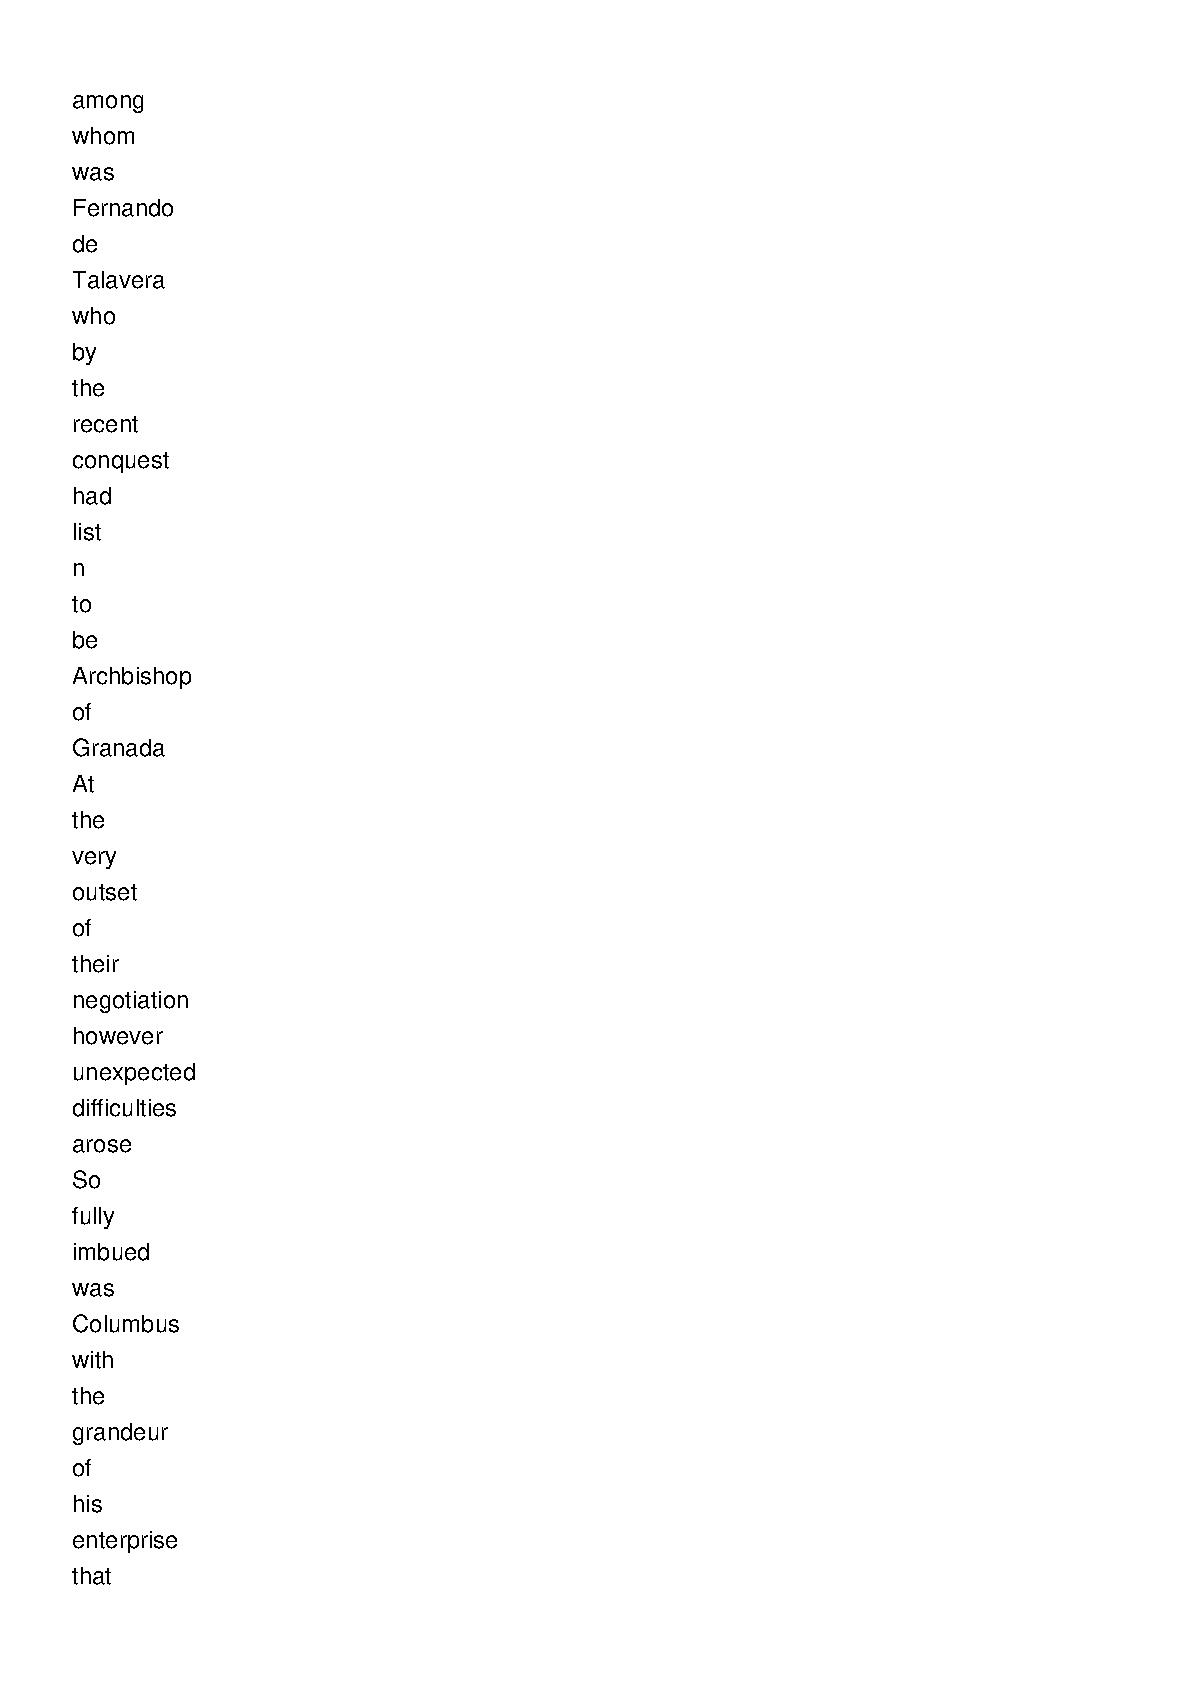 among
whom
was
Fernando
de
Talavera
who
by
the
recent
conquest
had
list
n
to
be
Archbishop
of
Granada
At
the
very
outset
of
their
negotiation
however
unexpected
difficulties
arose
So
fully
imbued
was
Columbus
with
the
grandeur
of
his
enterprise
that